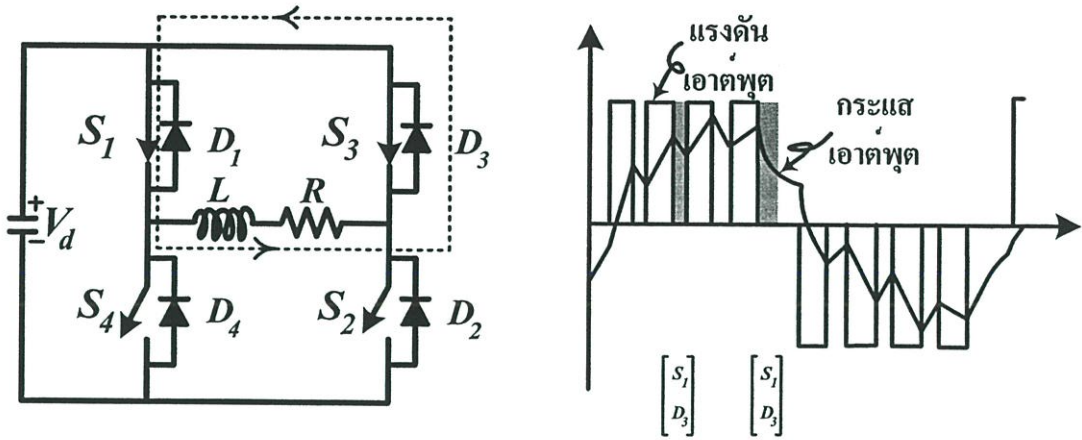 S1
D1
S3
D3
L
R
+
Vd
−
S4
D4
S2
D2
แรงดัน
เอาต์พุต
กระแส
เอาต์พุต
S1
D3
S1
D3